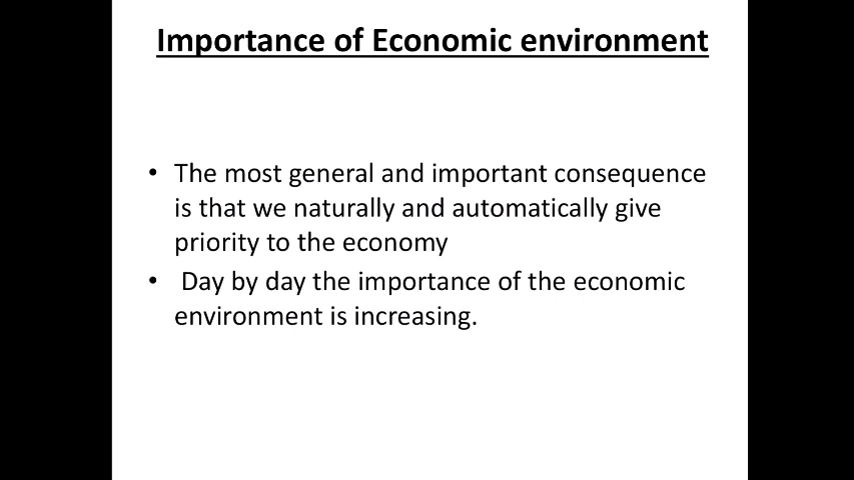 Importance of Economic environment
• The most general and important consequence
is that we naturally and automatically give
priority to the economy
• Day by day the importance of the economic
environment is increasing.